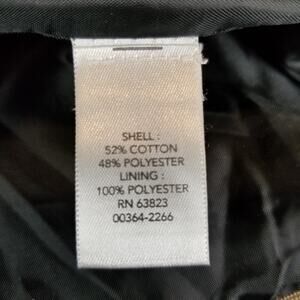 SHELL :
52% COTTON
48% POLYESTER
LINING :
100% POLYESTER
RN 63823
00364-2266